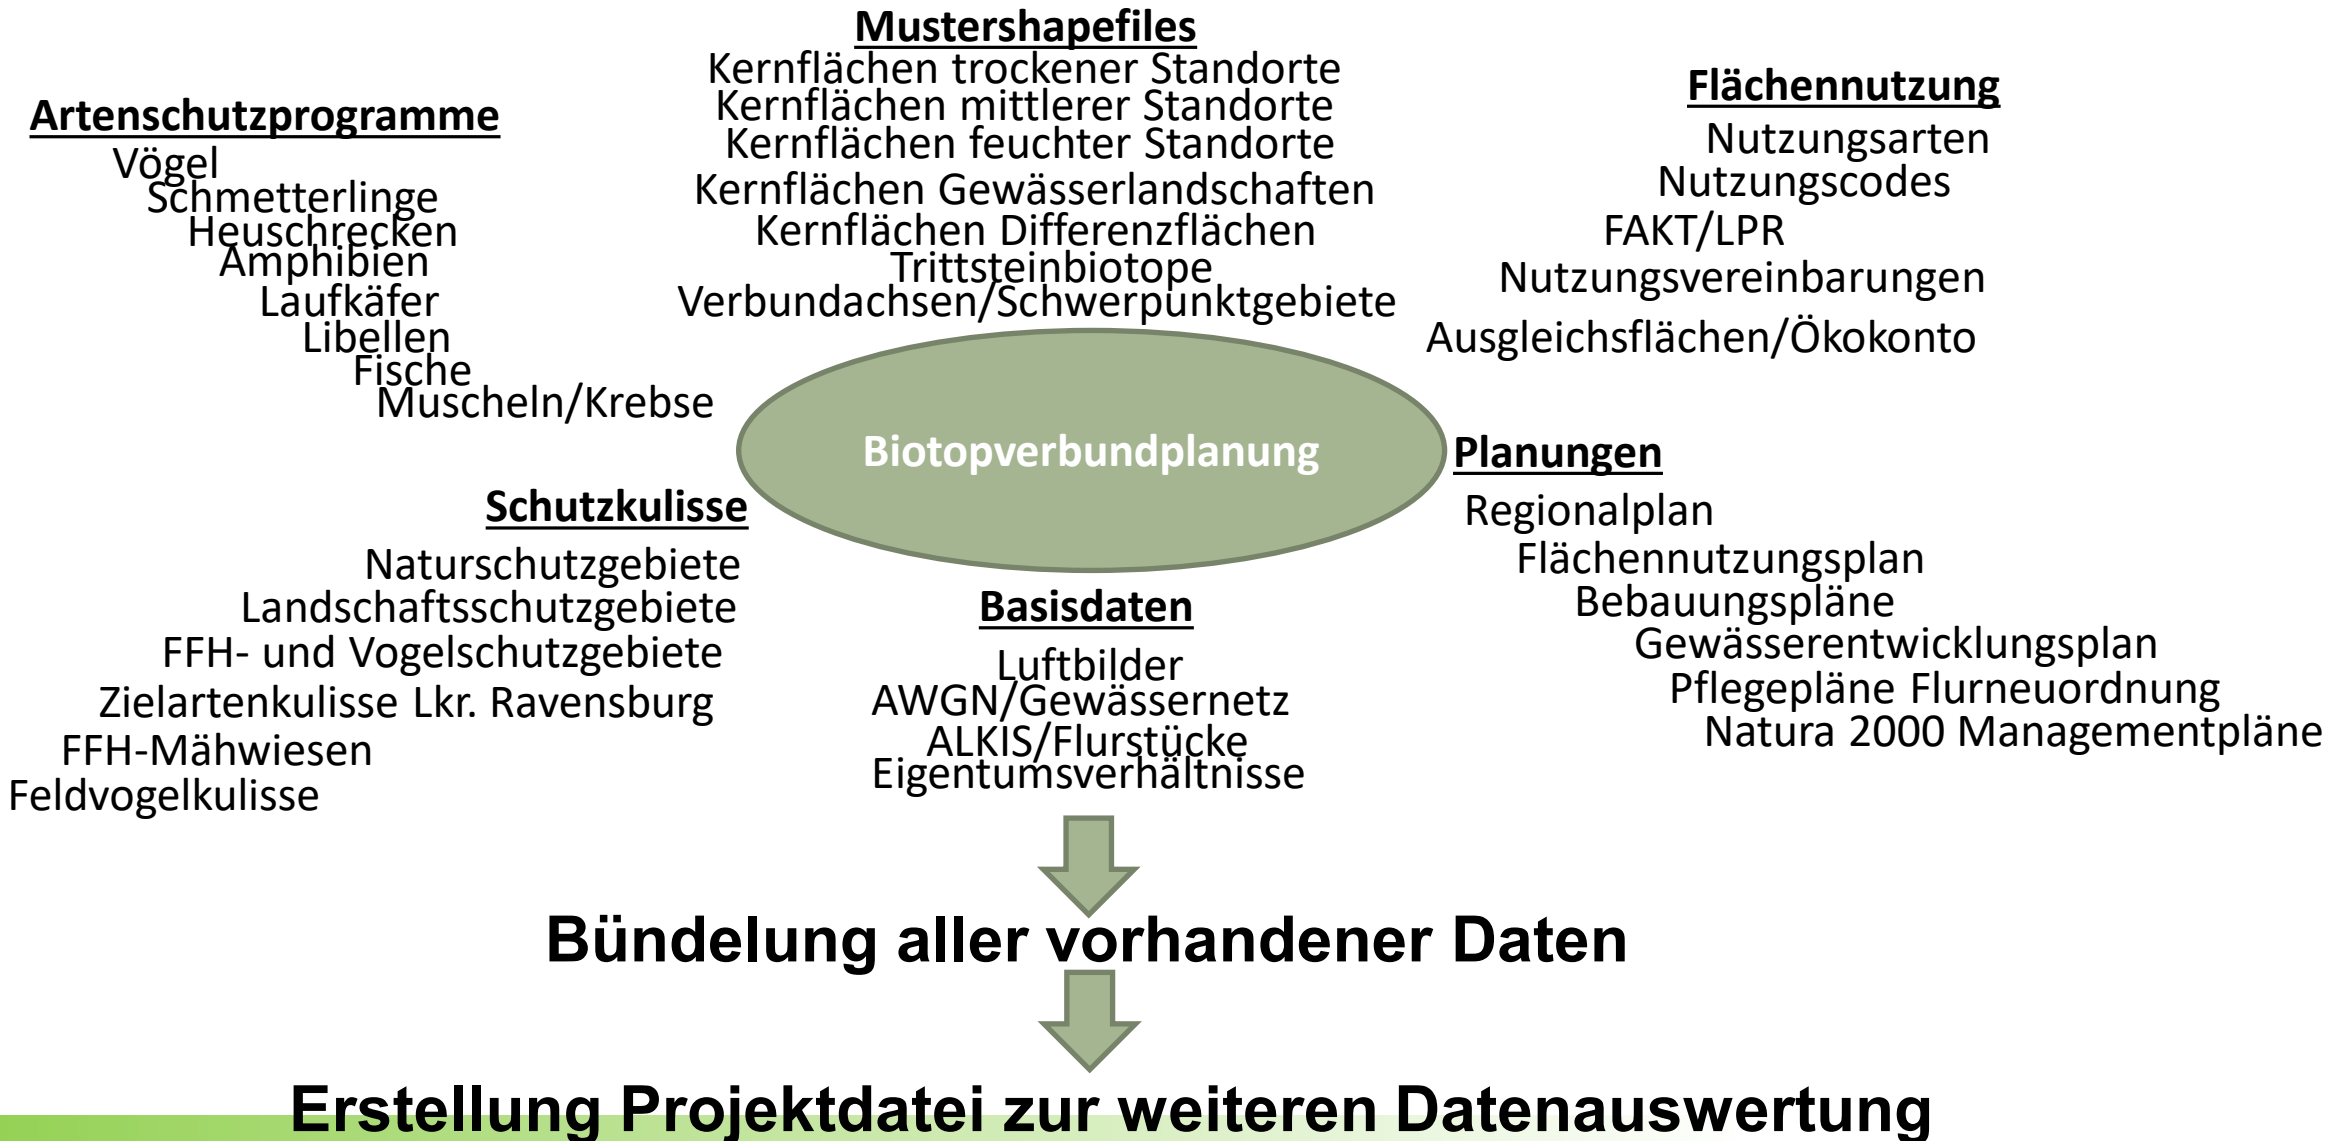 Mustershapefiles
Kernflächen trockener Standorte
Kernflächen mittlerer Standorte
Kernflächen feuchter Standorte
Kernflächen Gewässerlandschaften
Kernflächen Differenzflächen
Trittsteinbiotope
Verbundachsen/Schwerpunktgebiete
Artenschutzprogramme
Vögel
Schmetterlinge
Heuschrecken
Amphibien
Laufkäfer
Libellen
Fische
Muscheln/Krebse
Flächennutzung
Nutzungsarten
Nutzungscodes
FAKT/LPR
Nutzungsvereinbarungen
Ausgleichsflächen/Ökokonto
Biotopverbundplanung
Schutzkulisse
Naturschutzgebiete
Landschaftsschutzgebiete
FFH- und Vogelschutzgebiete
Zielartenkulisse Lkr. Ravensburg
FFH-Mähwiesen
Feldvogelkulisse
Basisdaten
Luftbilder
AWGN/Gewässernetz
ALKIS/Flurstücke
Eigentumsverhältnisse
Planungen
Regionalplan
Flächennutzungsplan
Bebauungspläne
Gewässerentwicklungsplan
Pflegepläne Flurneuordnung
Natura 2000 Managementpläne
Bündelung aller vorhandener Daten
Erstellung Projektdatei zur weiteren Datenauswertung